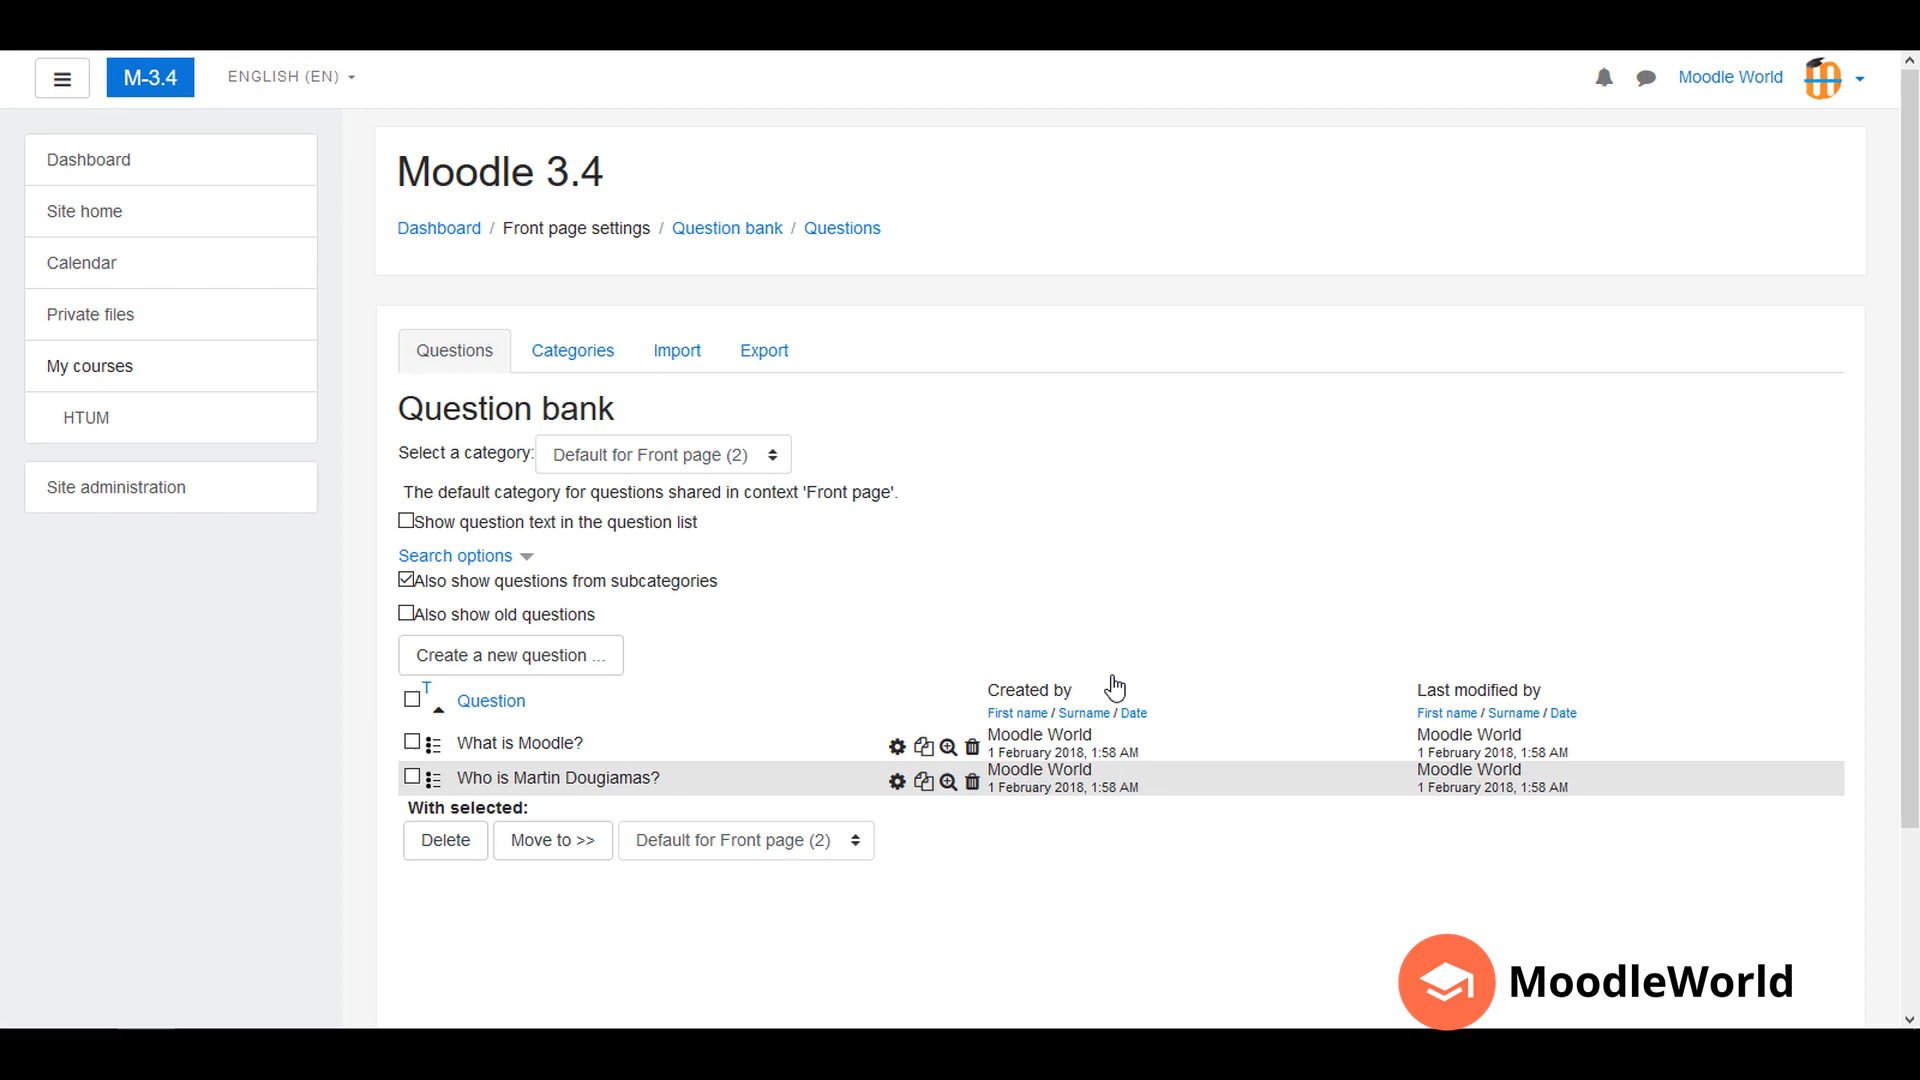 M-3.4
ENGLISH (EN)
Moodle World
Dashboard
Site home
Calendar
Private files
My courses
HTUM
Site administration
Moodle 3.4
Dashboard / Front page settings / Question bank / Questions
Questions Categories Import Export
Question bank
Select a category: Default for Front page (2)
The default category for questions shared in context 'Front page'.
Show question text in the question list
Search options
Also show questions from subcategories
Also show old questions
Create a new question ...
T Question Created by Last modified by
First name / Surname / Date First name / Surname / Date
What is Moodle? Moodle World Moodle World
1 February 2018, 1:58 AM 1 February 2018, 1:58 AM
Who is Martin Dougiamas? Moodle World Moodle World
1 February 2018, 1:58 AM 1 February 2018, 1:58 AM
With selected:
Delete Move to >> Default for Front page (2)
MoodleWorld